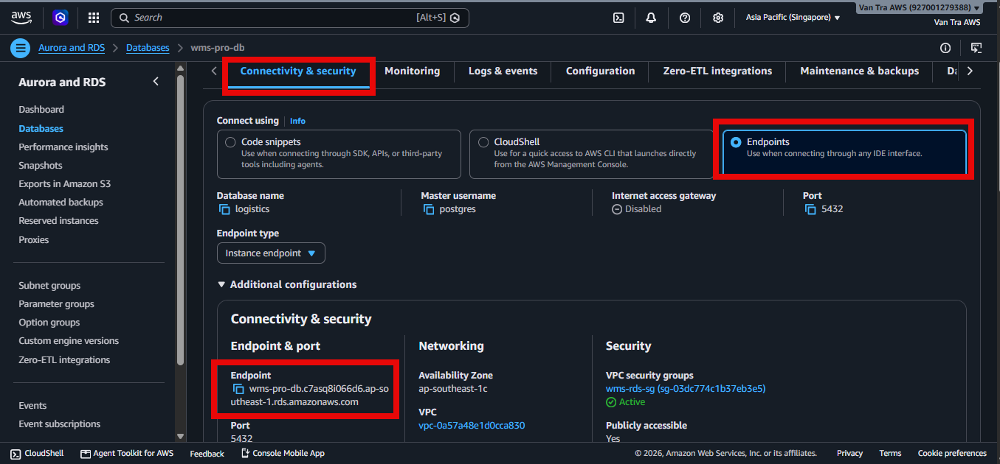 Van Tra AWS (927001279388)
aws
Search [Alt+S]
Asia Pacific (Singapore)
Van Tra AWS
Aurora and RDS > Databases > wms-pro-db
Aurora and RDS
Dashboard
Databases
Performance insights
Snapshots
Exports in Amazon S3
Automated backups
Reserved instances
Proxies
Subnet groups
Parameter groups
Option groups
Custom engine versions
Zero-ETL integrations
Events
Event subscriptions
Connectivity & security Monitoring Logs & events Configuration Zero-ETL integrations Maintenance & backups
Connect using Info
Code snippets
Use when connecting through SDK, APIs, or third-party
tools including agents.
CloudShell
Use for a quick access to AWS CLI that launches directly
from the AWS Management Console.
Endpoints
Use when connecting through any IDE interface.
Database name
logistics
Master username
postgres
Internet access gateway
Disabled
Port
5432
Endpoint type
Instance endpoint
Additional configurations
Connectivity & security
Endpoint & port
Endpoint
wms-pro-db.c7asq8i066d6.ap-so
utheast-1.rds.amazonaws.com
Port
5432
Networking
Availability Zone
ap-southeast-1c
VPC
vpc-0a57a48e1d0cca830
Security
VPC security groups
wms-rds-sg (sg-03dc774c1b37eb3e5)
Active
Publicly accessible
Yes
CloudShell Agent Toolkit for AWS Feedback Console Mobile App © 2026, Amazon Web Services, Inc. or its affiliates. Privacy Terms Cookie preferences